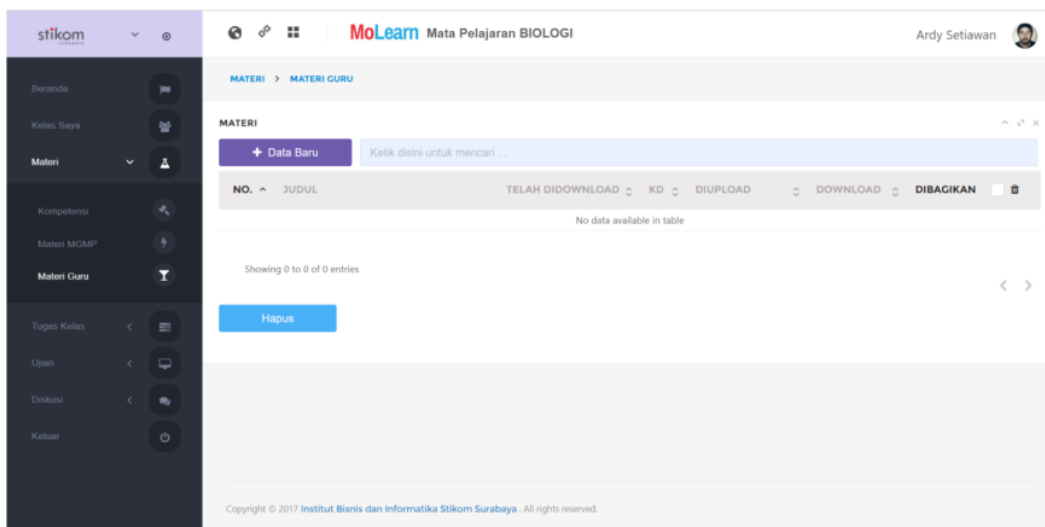 stikom
SURABAYA
MoLearn Mata Pelajaran BIOLOGI
Ardy Setiawan
Beranda
Kelas Saya
Materi
Kompetensi
Materi MGMP
Materi Guru
Tugas Kelas
Ujian
Diskusi
Keluar
MATERI > MATERI GURU
MATERI
+ Data Baru
Ketik disini untuk mencari . .
NO. JUDUL TELAH DIDOWNLOAD KD DIUPLOAD DOWNLOAD DIBAGIKAN
No data available in table
Showing 0 to 0 of 0 entries
Hapus
Copyright © 2017 Institut Bisnis dan Informatika Stikom Surabaya . All rights reserved.